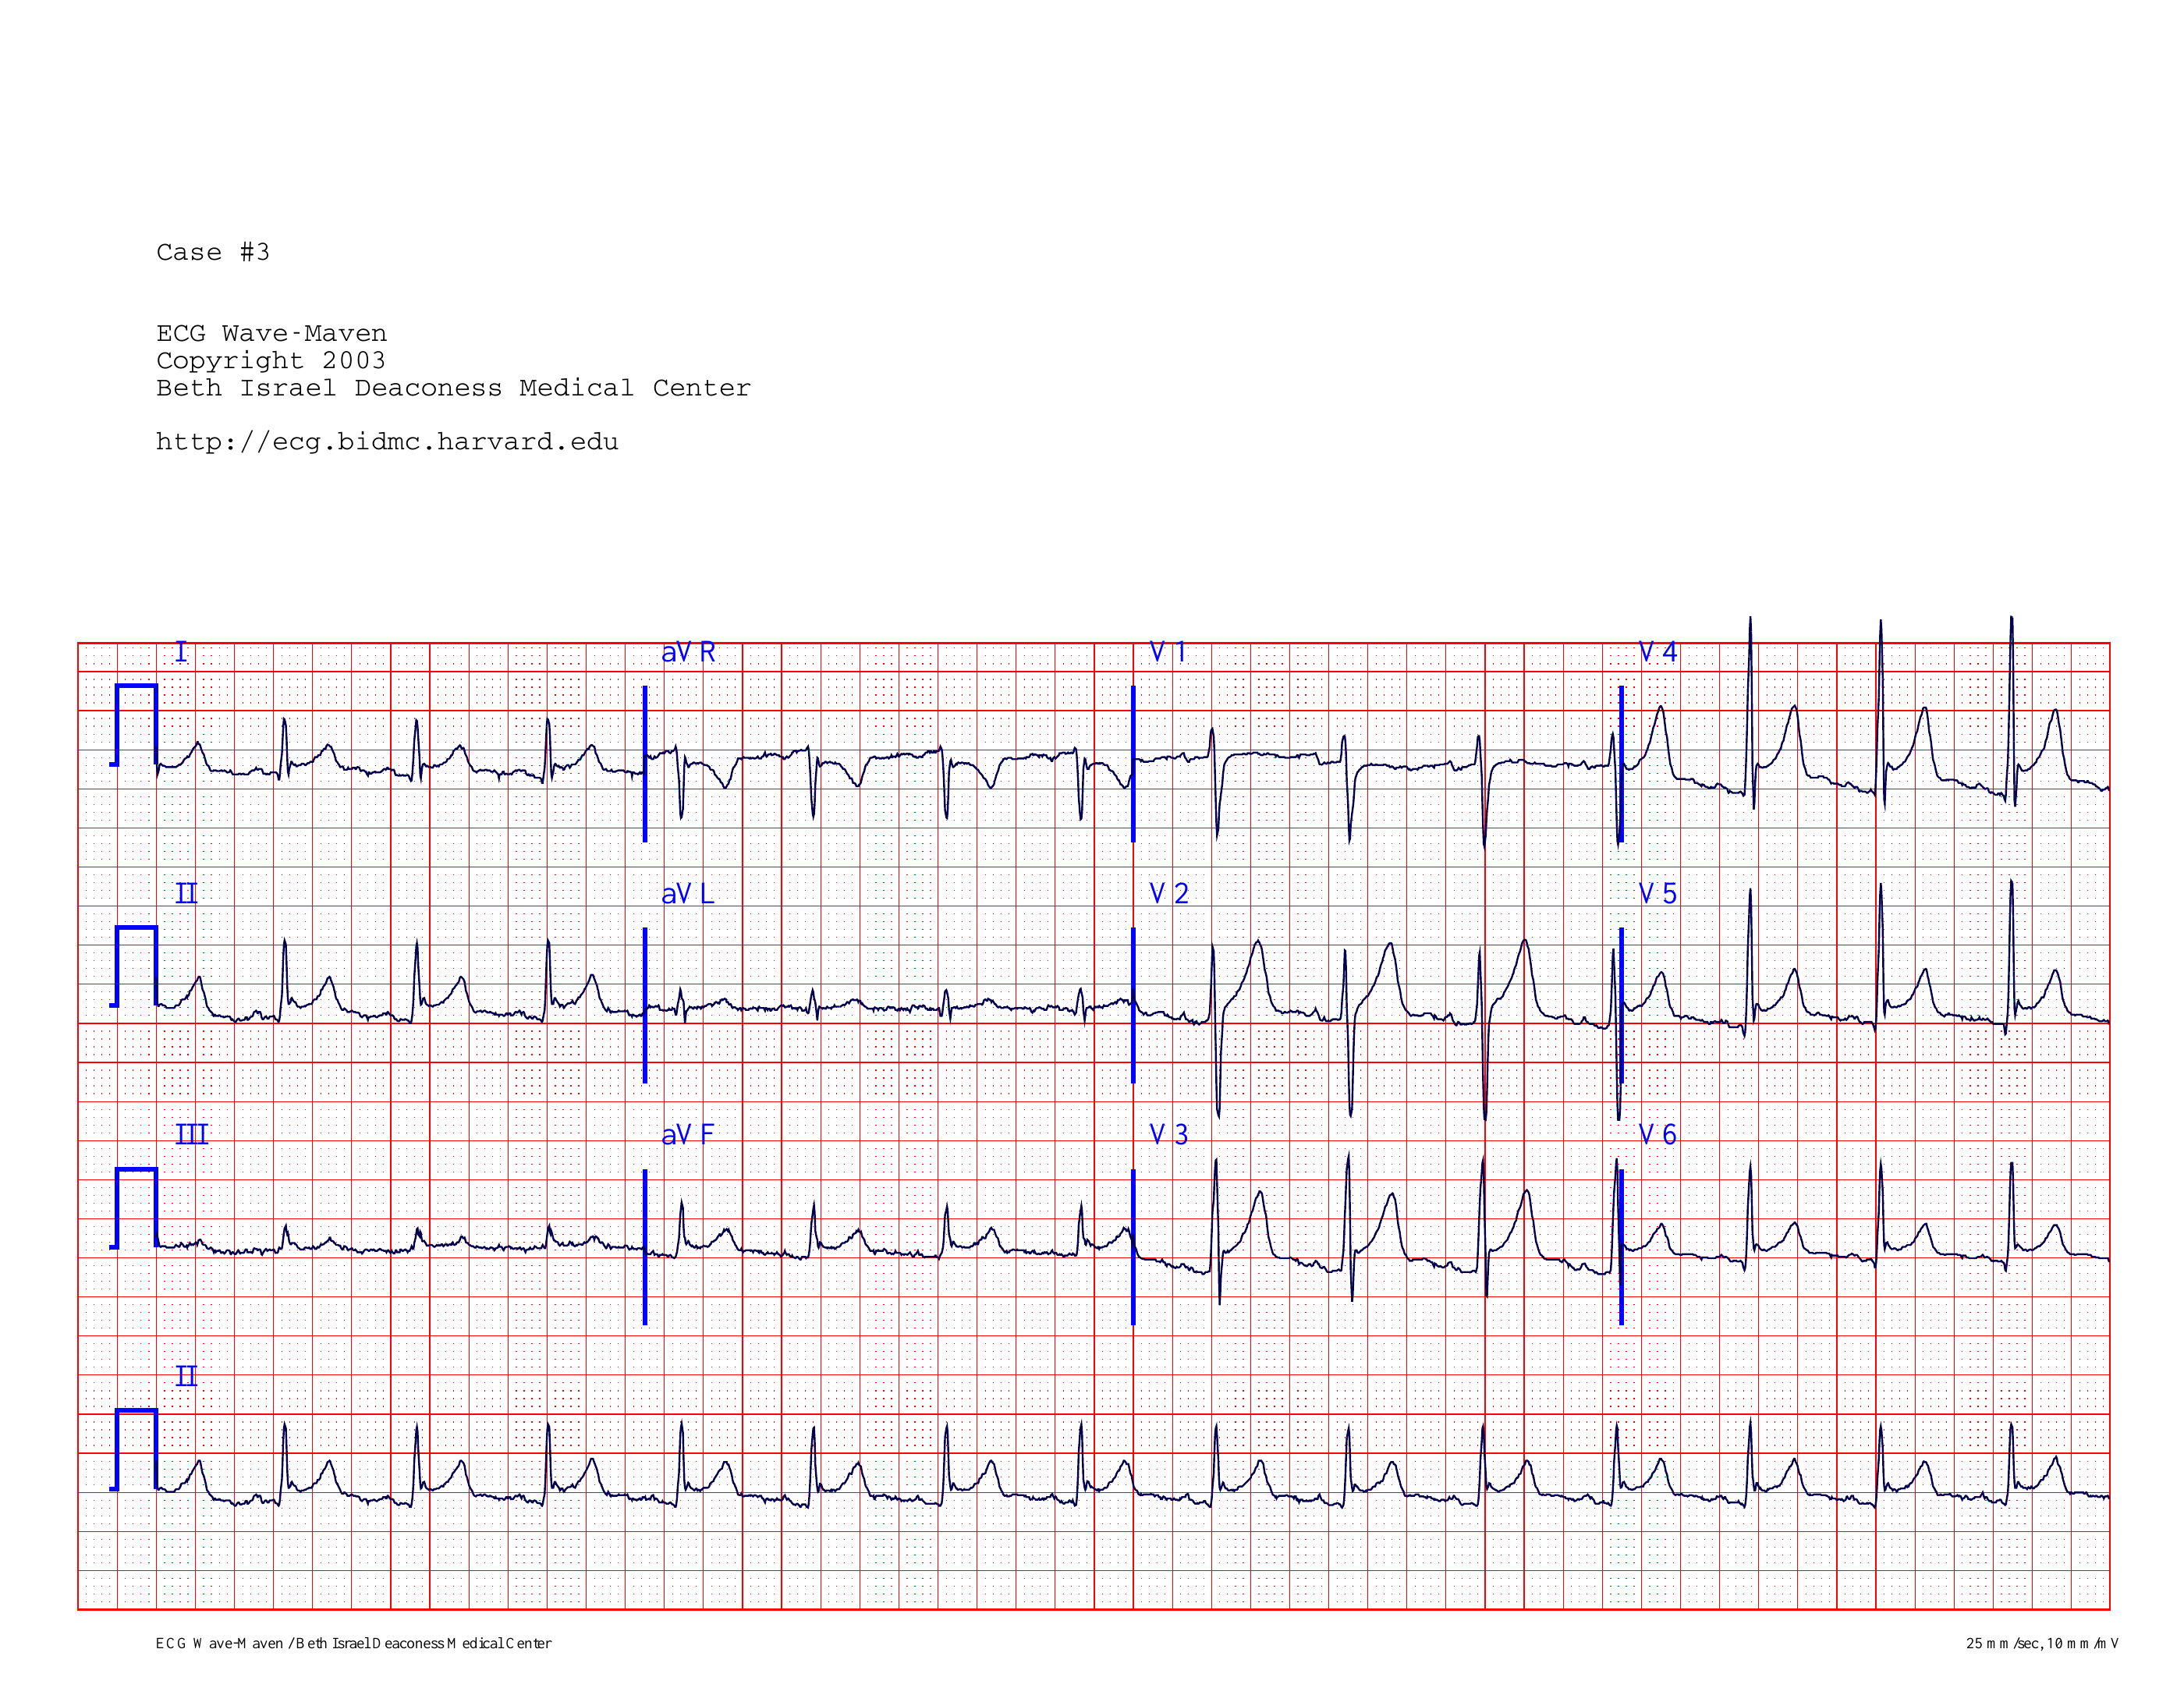 Case #3
ECG Wave-Maven
Copyright 2003
Beth Israel Deaconess Medical Center
http://ecg.bidmc.harvard.edu
I aVR V1 V4
II aVL V2 V5
III aVF V3 V6
II
ECG Wave-Maven / Beth Israel Deaconess Medical Center 25 mm/sec, 10 mm/mV